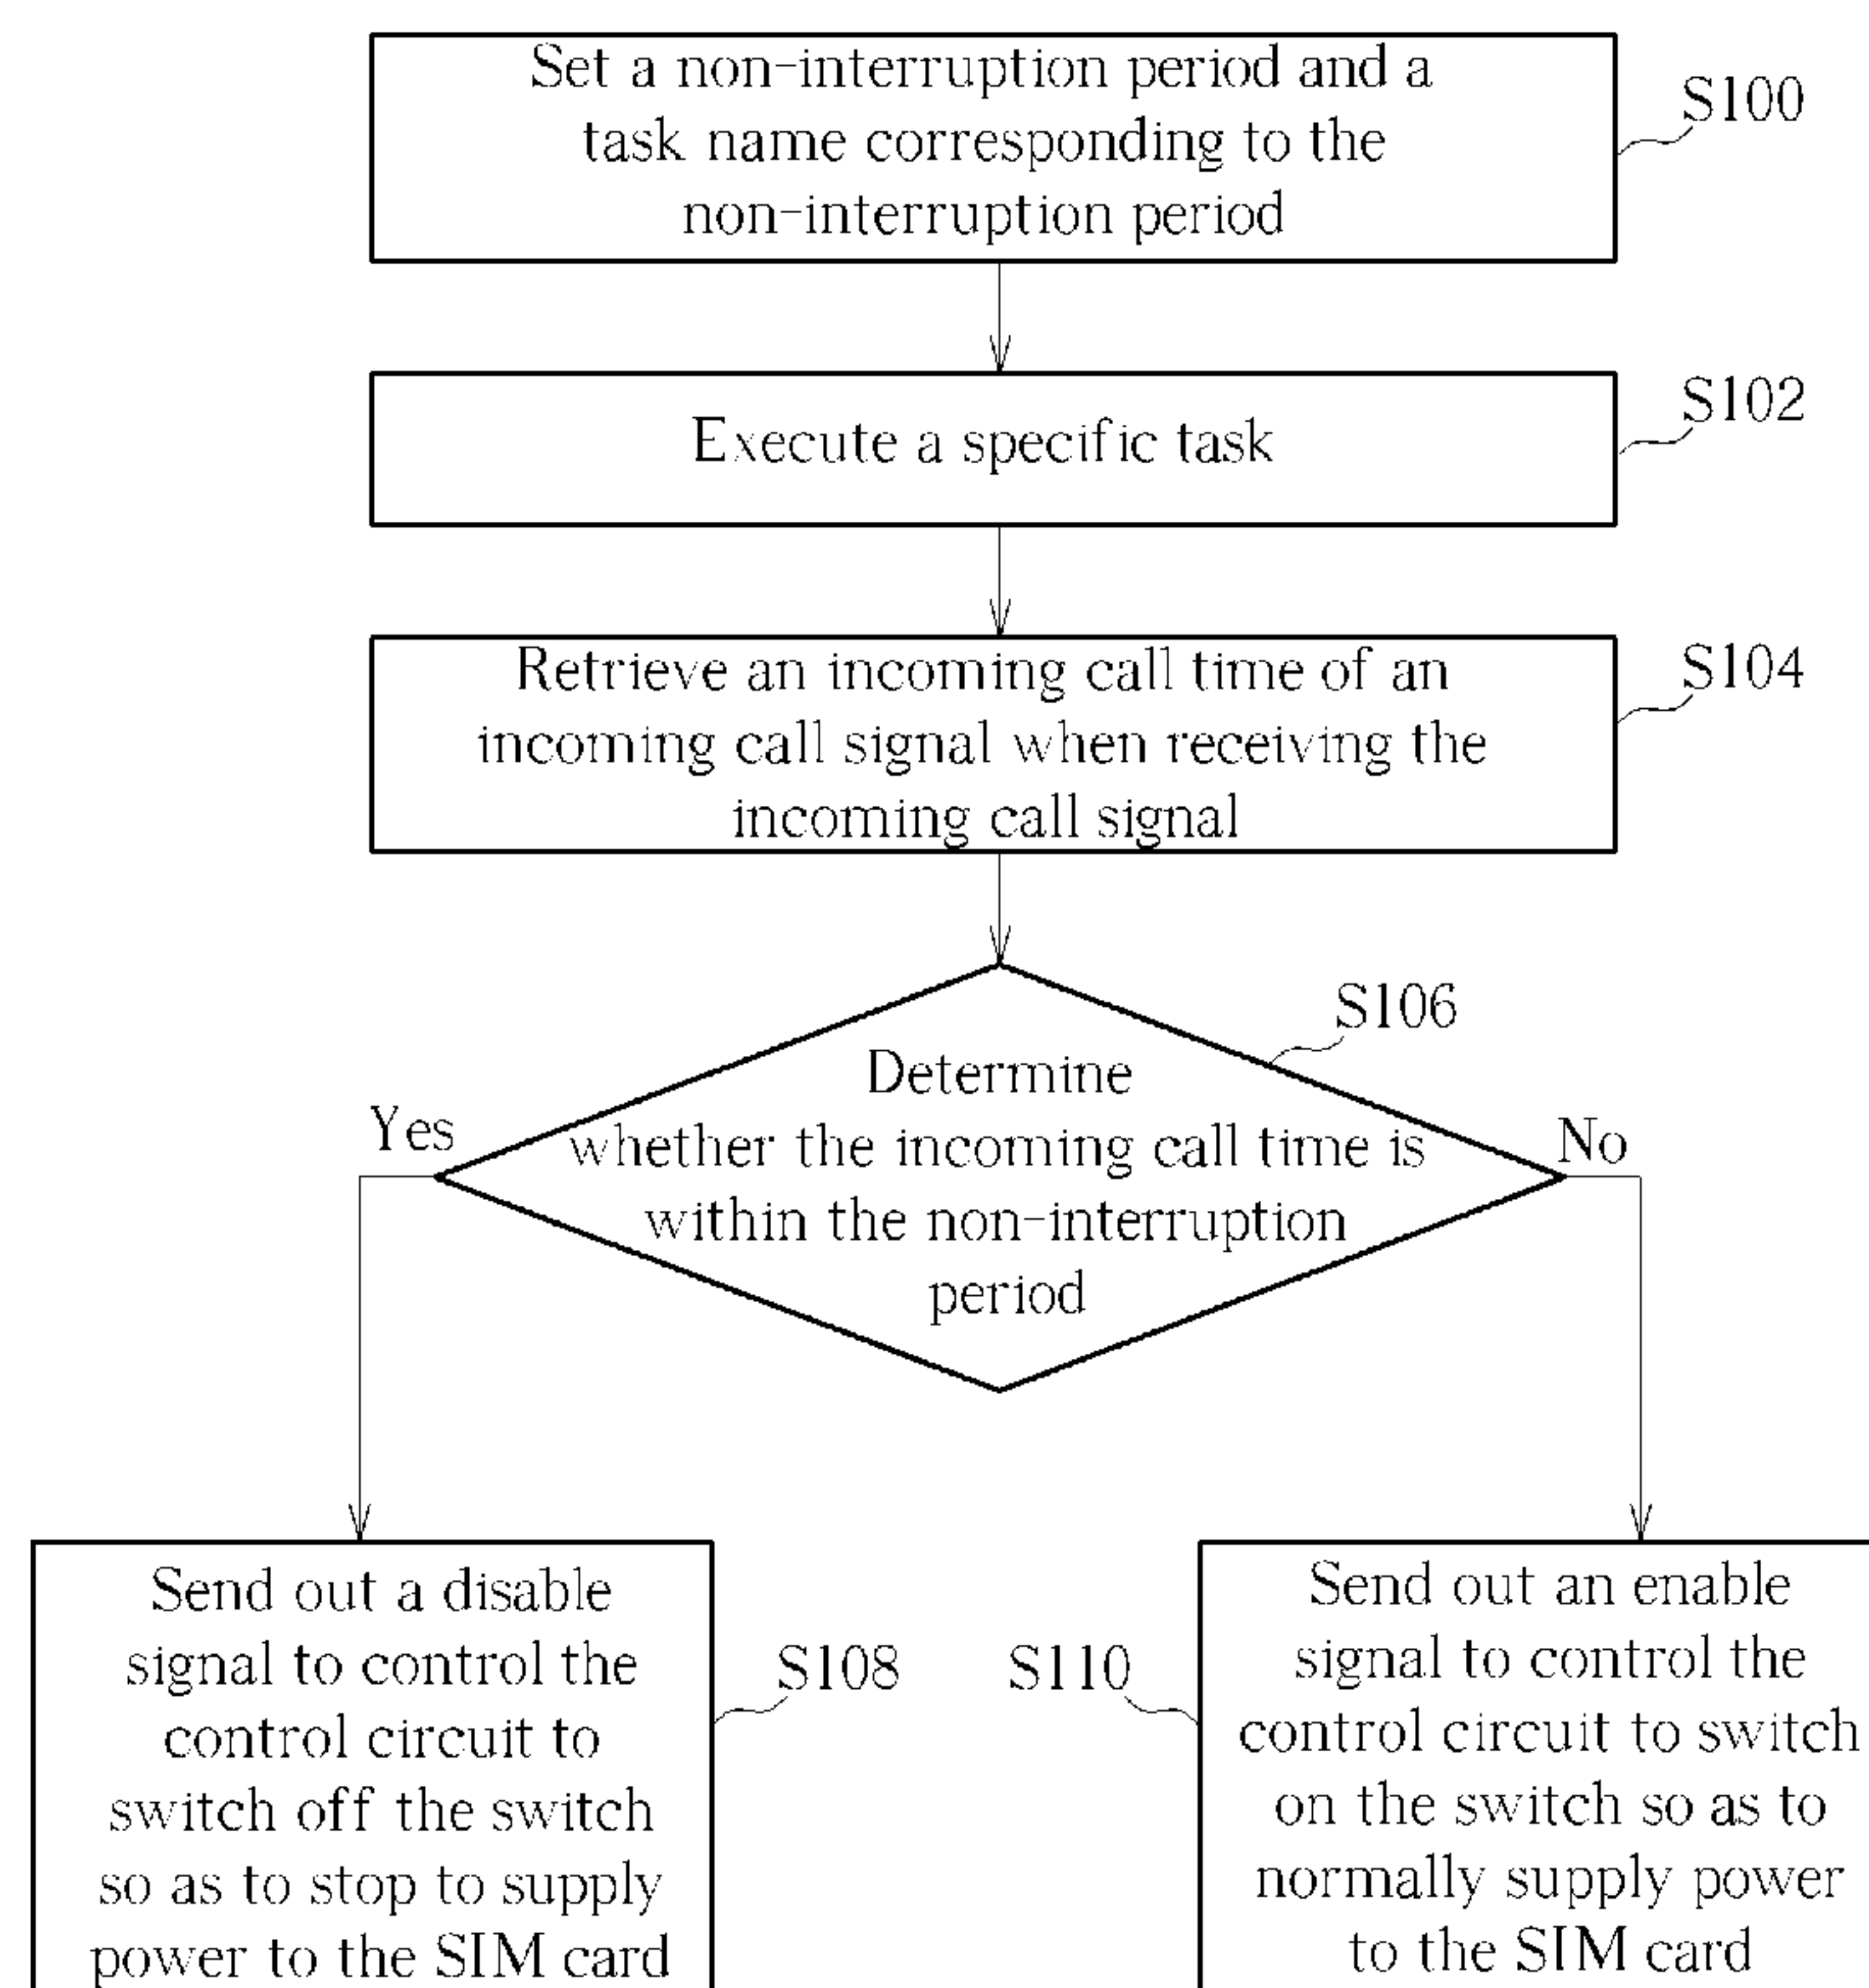 Set a non-interruption period and a
task name corresponding to the
non-interruption period
S100
Execute a specific task
S102
Retrieve an incoming call time of an
incoming call signal when receiving the
incoming call signal
S104
S106
Determine
whether the incoming call time is
within the non-interruption
period
Yes
No
Send out a disable
signal to control the
control circuit to
switch off the switch
so as to stop to supply
power to the SIM card
S108
S110
Send out an enable
signal to control the
control circuit to switch
on the switch so as to
normally supply power
to the SIM card